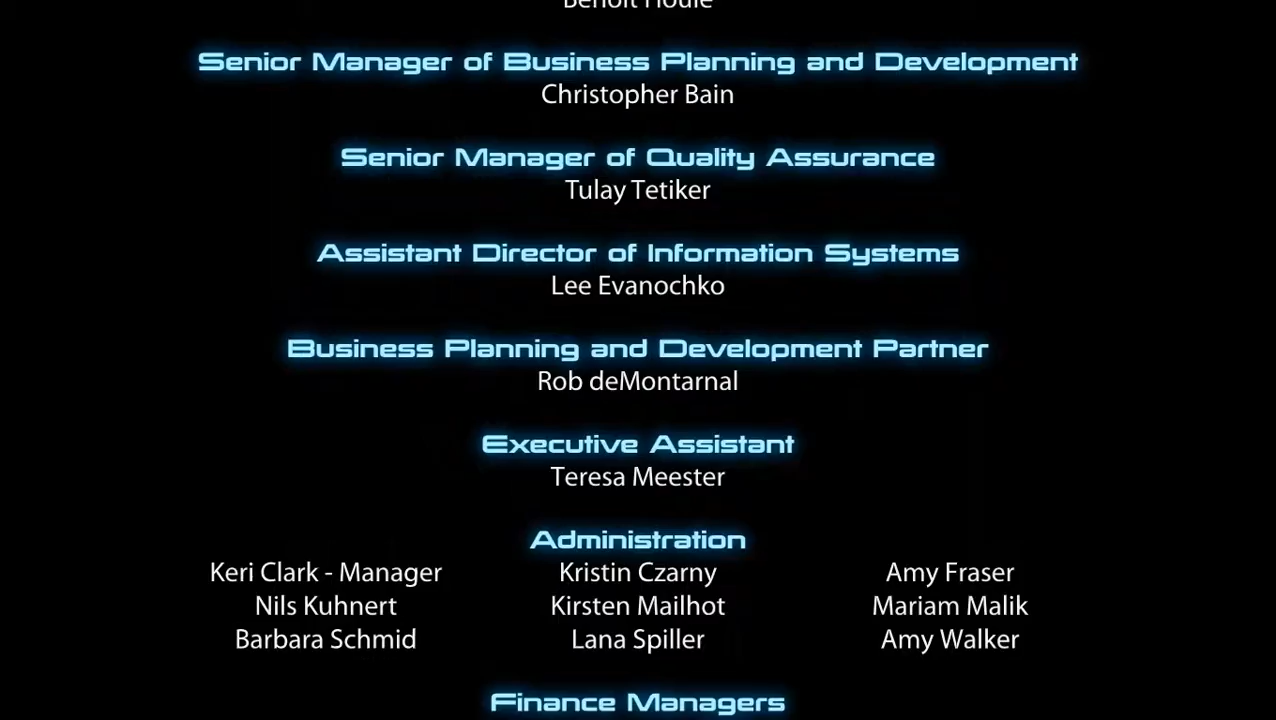 Benoit Houle
Senior Manager of Business Planning and Development
Christopher Bain
Senior Manager of Quality Assurance
Tulay Tetiker
Assistant Director of Information Systems
Lee Evanochko
Business Planning and Development Partner
Rob deMontarnal
Executive Assistant
Teresa Meester
Administration
Keri Clark - Manager Kristin Czarny Amy Fraser
Nils Kuhnert Kirsten Mailhot Mariam Malik
Barbara Schmid Lana Spiller Amy Walker
Finance Managers